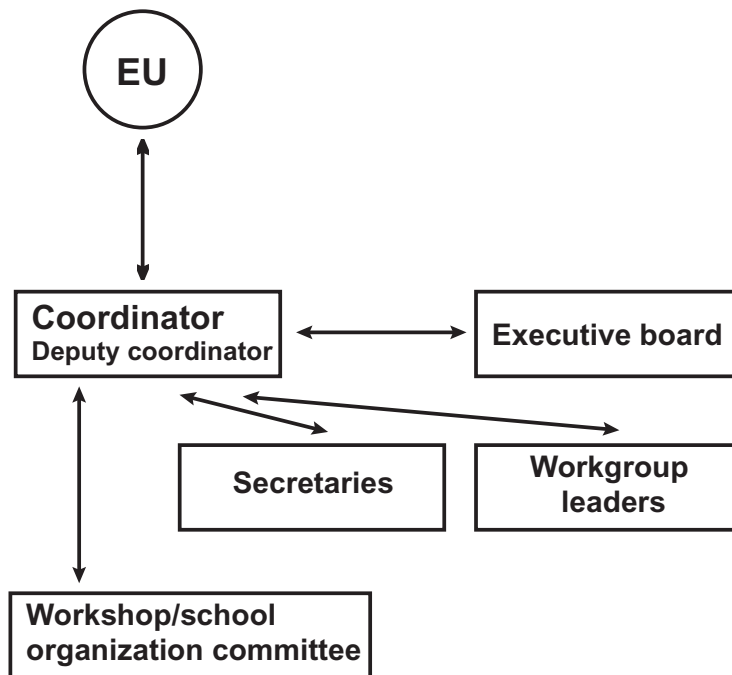 EU
Coordinator
Deputy coordinator
Executive board
Secretaries
Workgroup
leaders
Workshop/school
organization committee